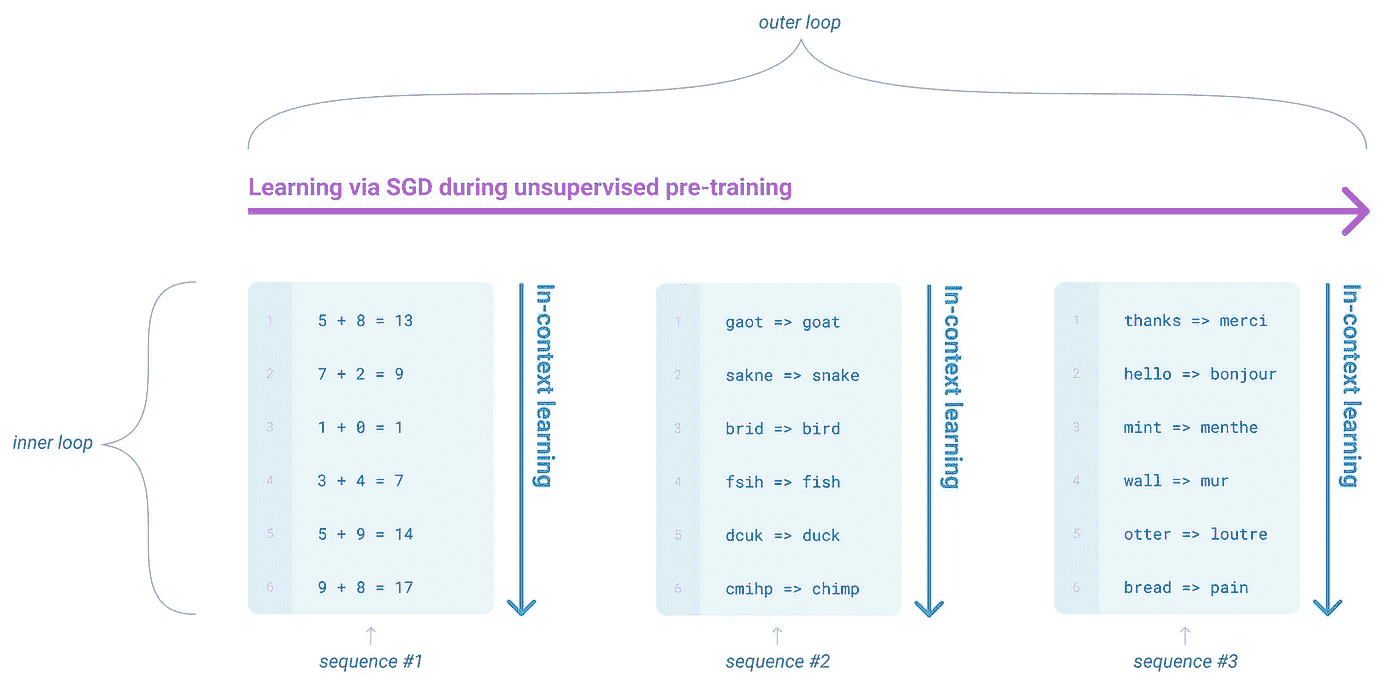 outer loop
Learning via SGD during unsupervised pre-training
inner loop
1 5 + 8 = 13
2 7 + 2 = 9
3 1 + 0 = 1
4 3 + 4 = 7
5 5 + 9 = 14
6 9 + 8 = 17
In-context learning
sequence #1
1 gaot => goat
2 sakne => snake
3 brid => bird
4 fsih => fish
5 dcuk => duck
6 cmihp => chimp
In-context learning
sequence #2
1 thanks => merci
2 hello => bonjour
3 mint => menthe
4 wall => mur
5 otter => loutre
6 bread => pain
In-context learning
sequence #3